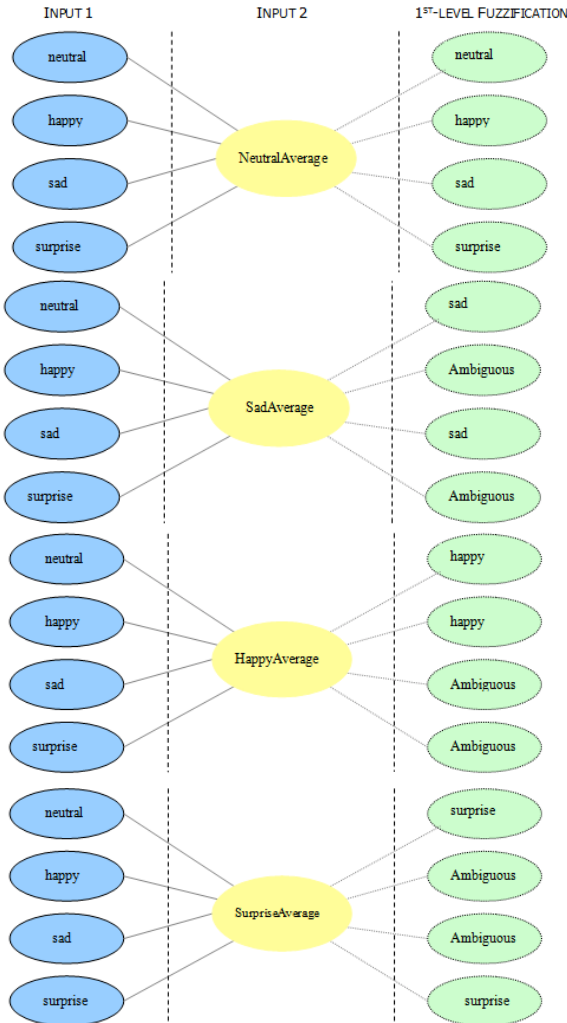 INPUT 1 INPUT 2 1ST-LEVEL FUZZIFICATION
neutral neutral
happy happy
NeutralAverage
sad sad
surprise surprise
neutral sad
happy Ambiguous
SadAverage
sad sad
surprise Ambiguous
neutral happy
happy happy
HappyAverage
sad Ambiguous
surprise Ambiguous
neutral surprise
happy Ambiguous
SurpriseAverage
sad Ambiguous
surprise surprise